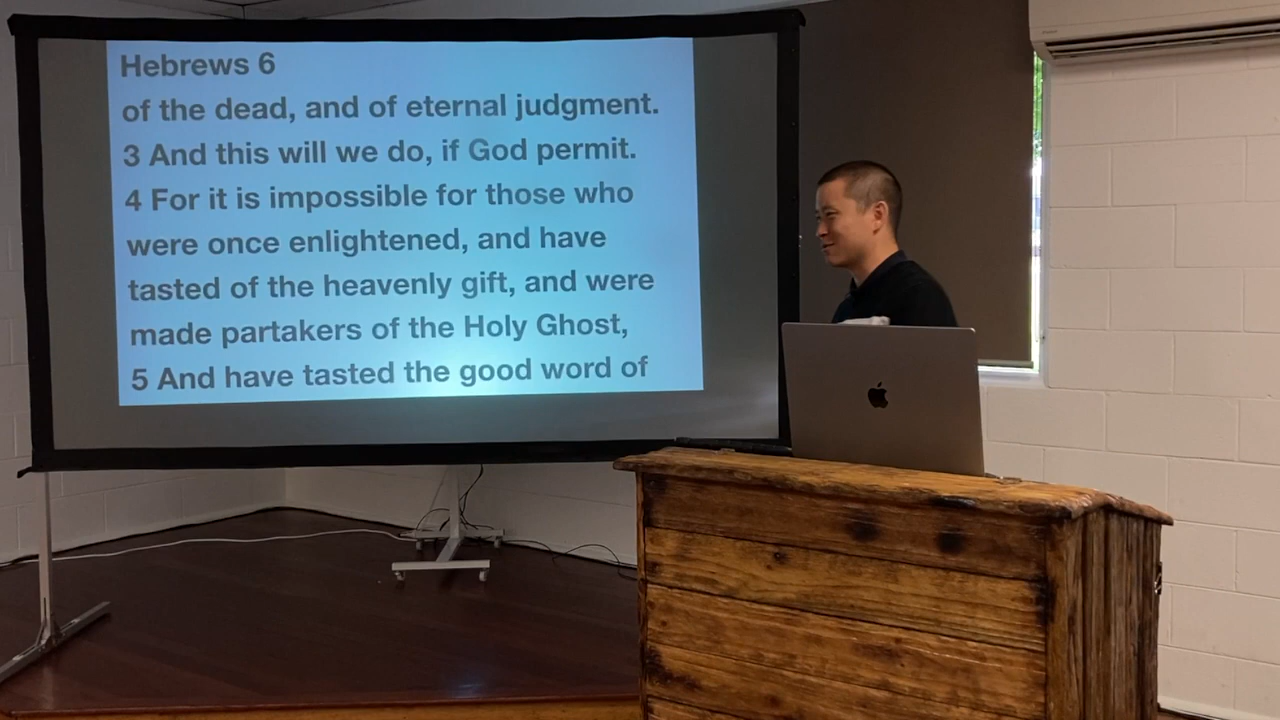 Hebrews 6
of the dead, and of eternal judgment.
3 And this will we do, if God permit.
4 For it is impossible for those who
were once enlightened, and have
tasted of the heavenly gift, and were
made partakers of the Holy Ghost,
5 And have tasted the good word of